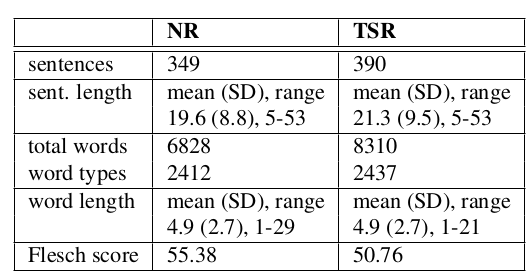 NR TSR
sentences 349 390
sent. length mean (SD), range mean (SD), range
19.6 (8.8), 5-53 21.3 (9.5), 5-53
total words 6828 8310
word types 2412 2437
word length mean (SD), range mean (SD), range
4.9 (2.7), 1-29 4.9 (2.7), 1-21
Flesch score 55.38 50.76